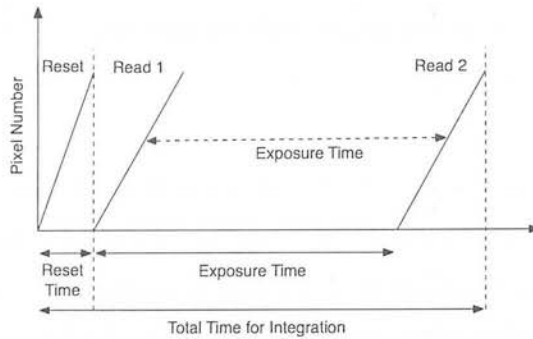 Reset
Read 1
Read 2
Pixel Number
Exposure Time
Reset
Time
Exposure Time
Total Time for Integration